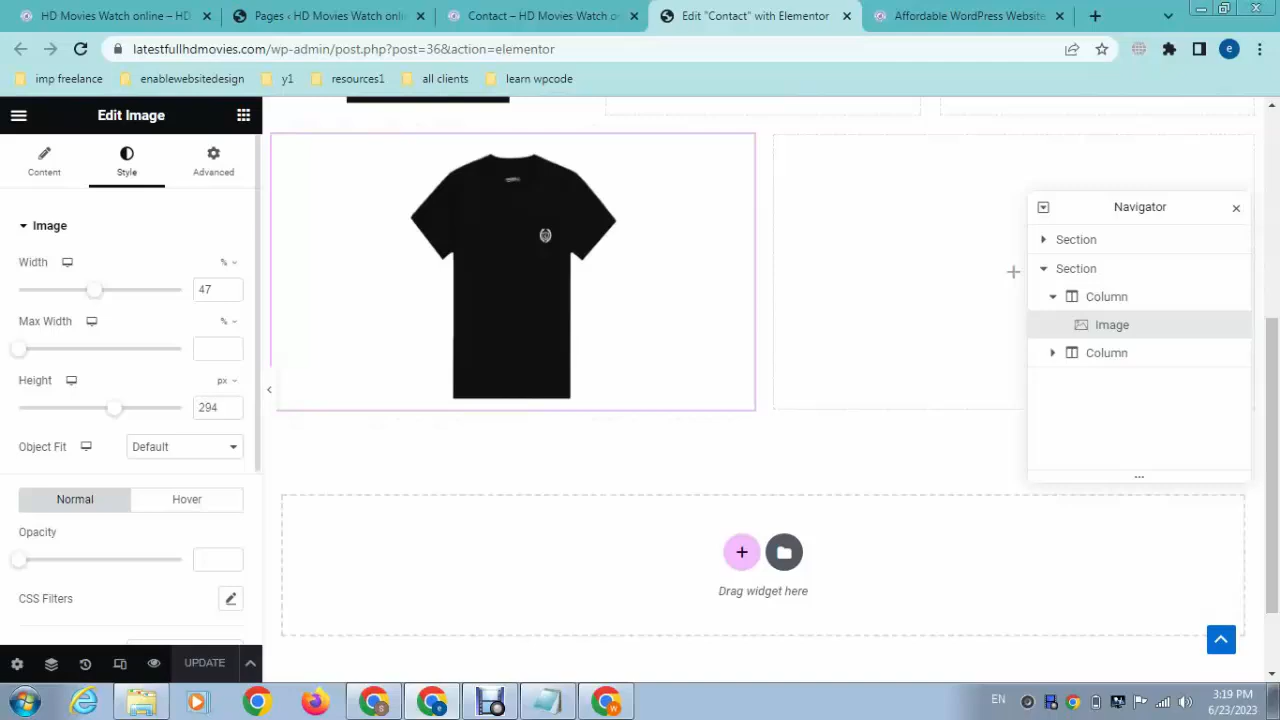 HD Movies Watch online – HD
Pages ‹ HD Movies Watch onli
Contact – HD Movies Watch o
Edit "Contact" with Elementor
Affordable WordPress Website
latestfullhdmovies.com/wp-admin/post.php?post=36&action=elementor
e
imp freelance
enablewebsitedesign
y1
resources1
all clients
learn wpcode
Edit Image
Content
Style
Advanced
Image
Width
%
47
Max Width
%
Height
px
294
Object Fit
Default
Normal
Hover
Opacity
CSS Filters
UPDATE
Navigator
Section
Section
Column
Image
Column
Drag widget here
EN
3:19 PM
6/23/2023